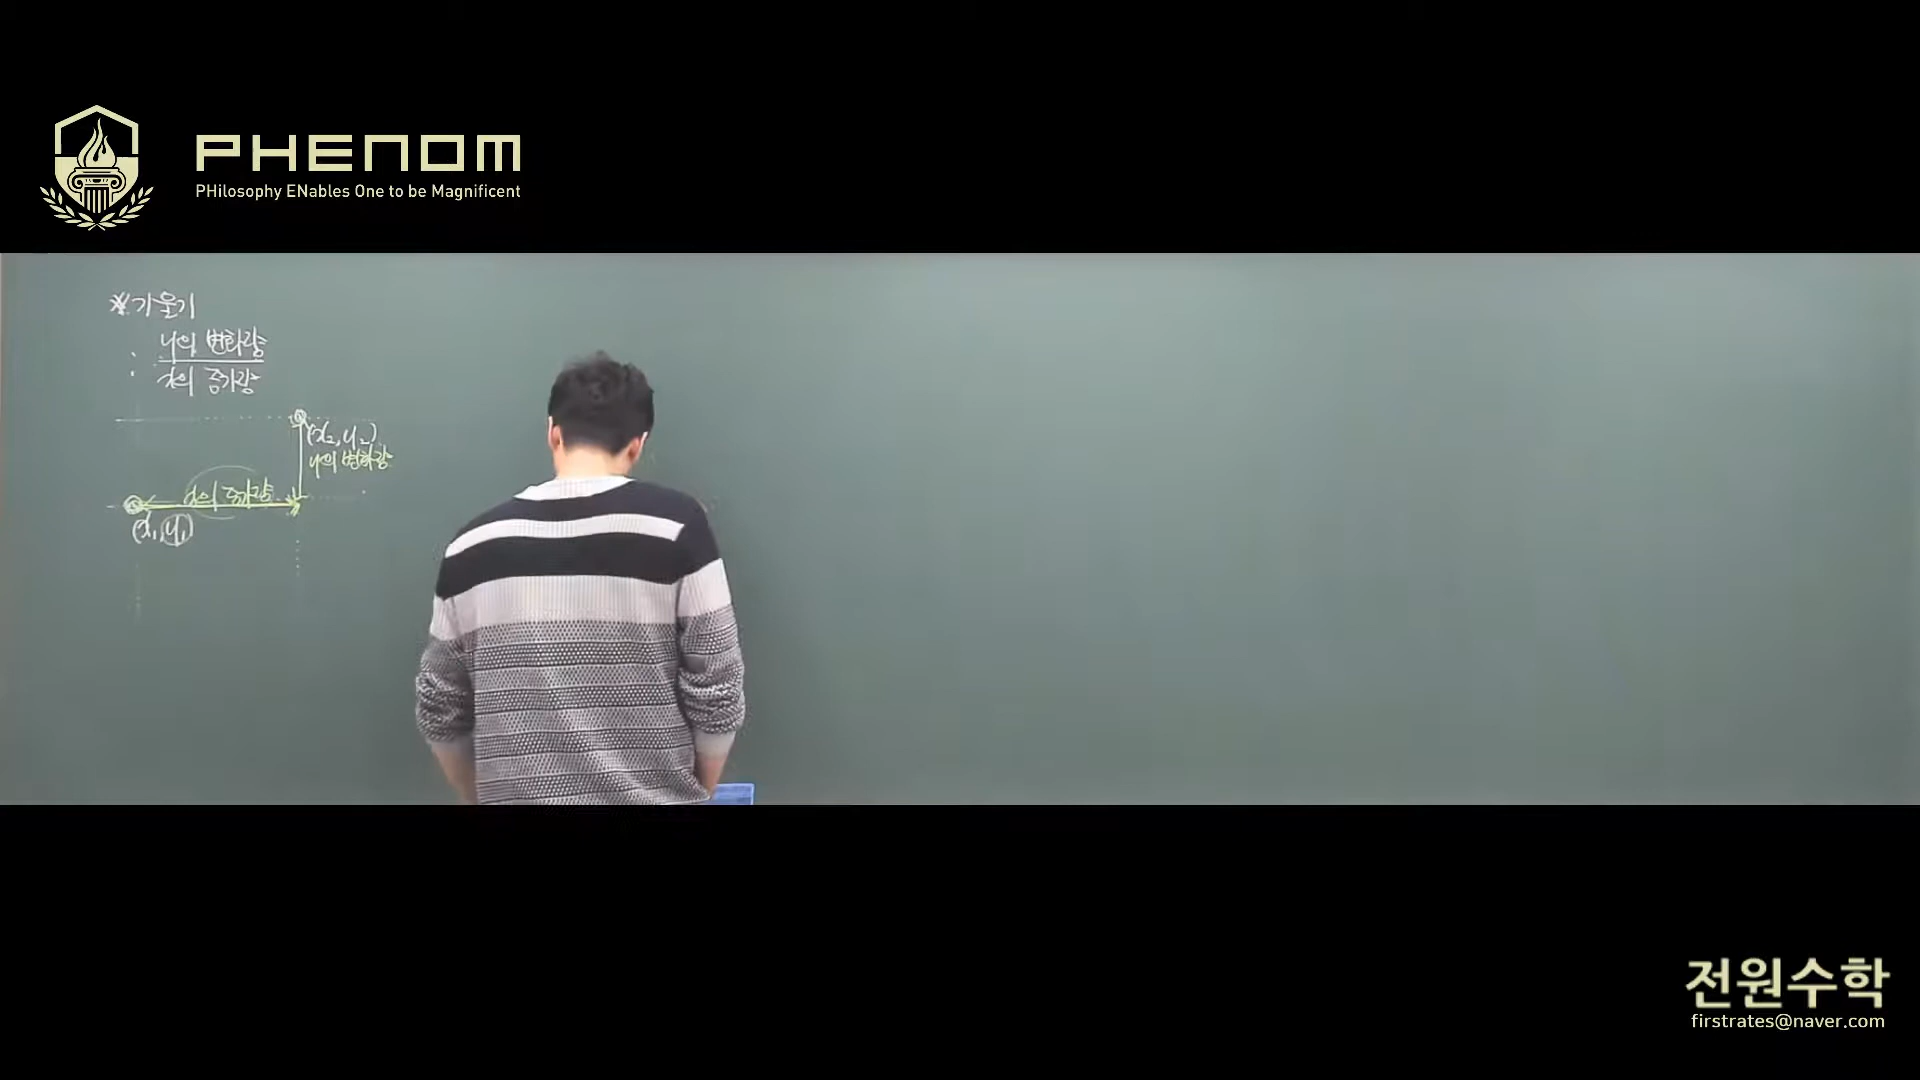 PHENOM
PHilosophy ENables One to be Magnificent
※기울기
: y의 변화량
x의 증가량
(x₂, y₂)
y의 변화량
x의 증가량
(x₁, y₁)
전원수학
firstrates@naver.com